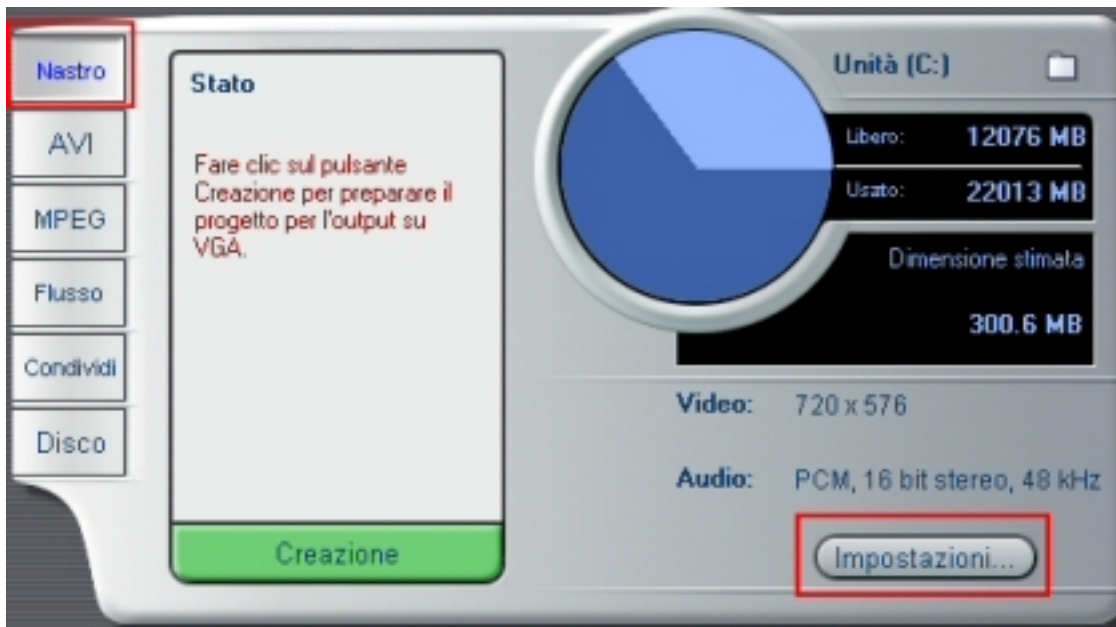 Nastro
AVI
MPEG
Flusso
Condividi
Disco
Stato
Fare clic sul pulsante
Creazione per preparare il
progetto per l'output su
VGA.
Creazione
Unità (C:)
Libero: 12076 MB
Usato: 22013 MB
Dimensione stimata
300.6 MB
Video: 720 x 576
Audio: PCM, 16 bit stereo, 48 kHz
Impostazioni...